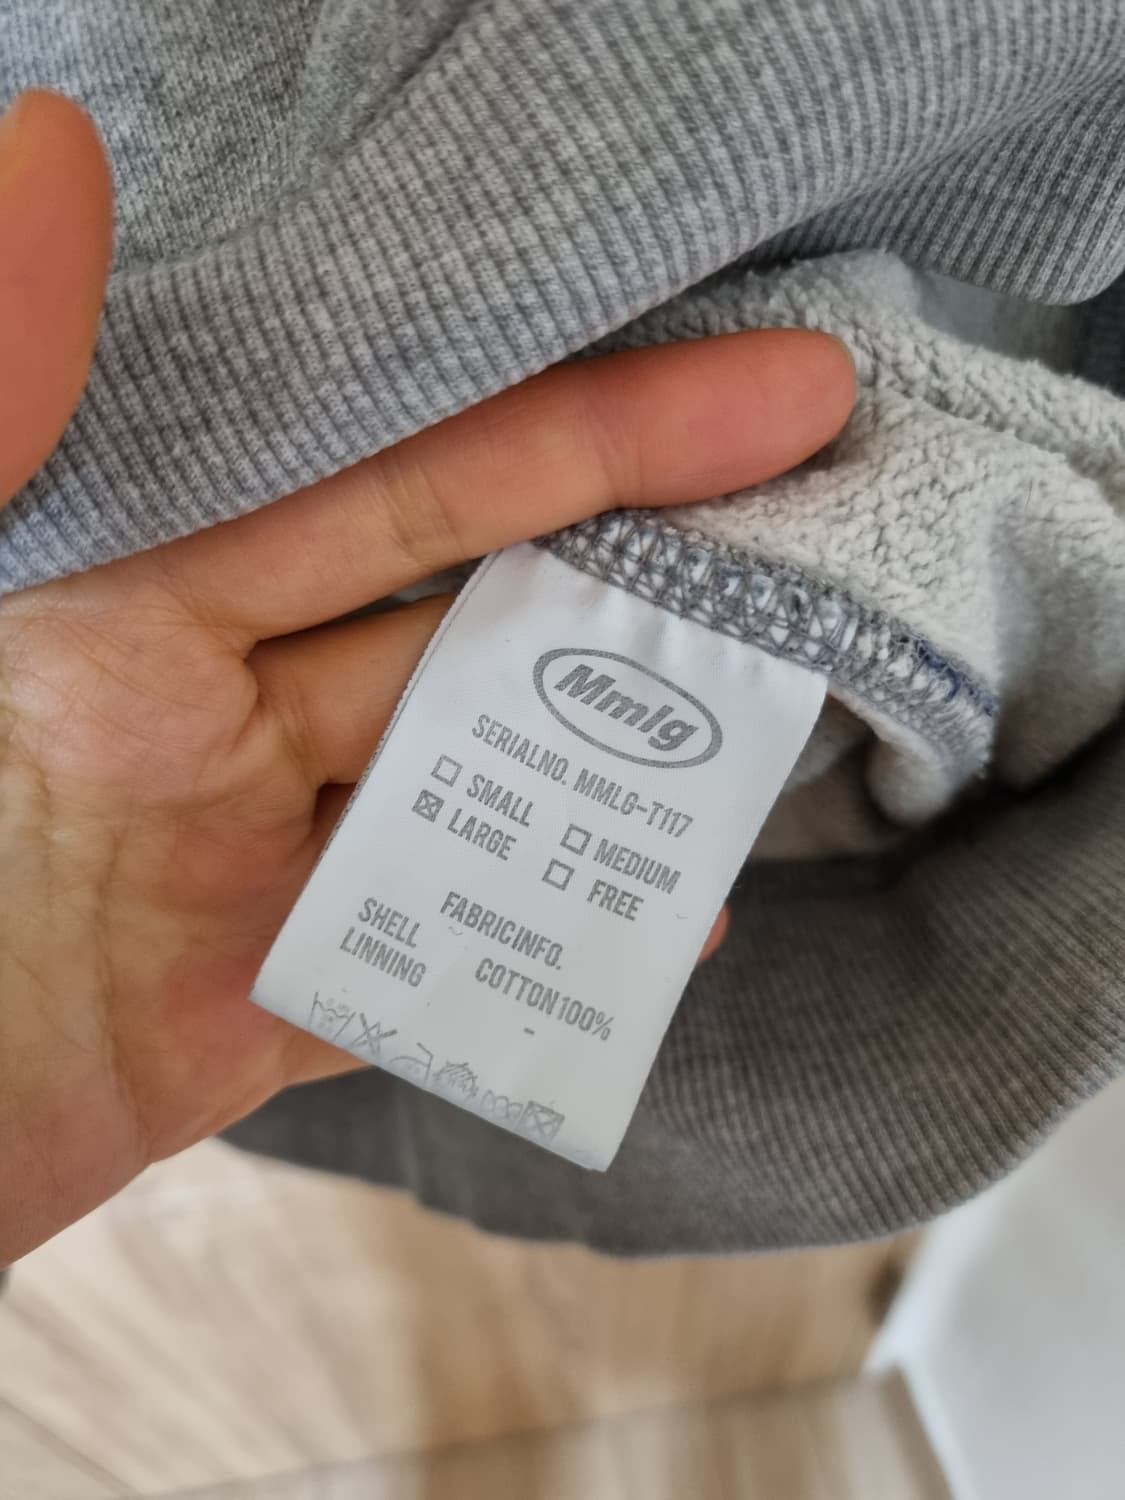 Mmlg
SERIALNO. MMLG-T117
SMALL MEDIUM
LARGE FREE
FABRICINFO.
SHELL COTTON100%
LINNING -